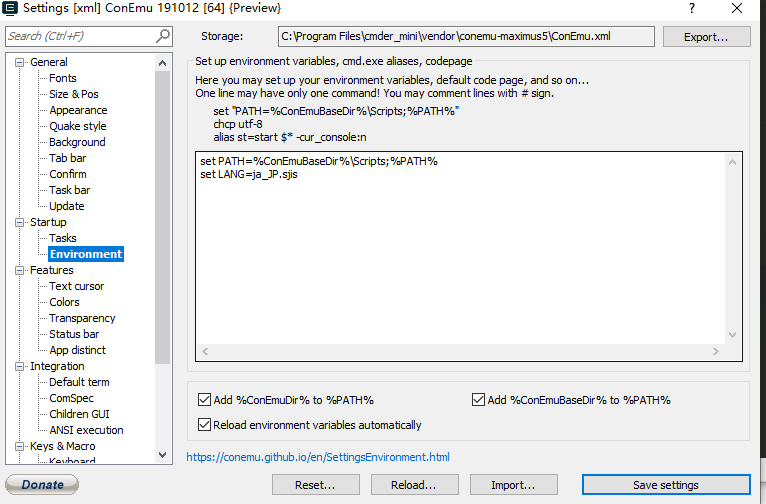 Settings [xml] ConEmu 191012 [64] {Preview}
?
Search (Ctrl+F)
Storage:
C:\Program Files\cmder_mini\vendor\conemu-maximus5\ConEmu.xml
Export...
General
Fonts
Size & Pos
Appearance
Quake style
Background
Tab bar
Confirm
Task bar
Update
Startup
Tasks
Environment
Features
Text cursor
Colors
Transparency
Status bar
App distinct
Integration
Default term
ComSpec
Children GUI
ANSI execution
Keys & Macro
Keyboard
Set up environment variables, cmd.exe aliases, codepage
Here you may set up your environment variables, default code page, and so on...
One line may have only one command! You may comment lines with # sign.
set "PATH=%ConEmuBaseDir%\Scripts;%PATH%"
chcp utf-8
alias st=start $* -cur_console:n
set PATH=%ConEmuBaseDir%\Scripts;%PATH%
set LANG=ja_JP.sjis
Add %ConEmuDir% to %PATH%
Add %ConEmuBaseDir% to %PATH%
Reload environment variables automatically
https://conemu.github.io/en/SettingsEnvironment.html
Donate
Reset...
Reload...
Import...
Save settings